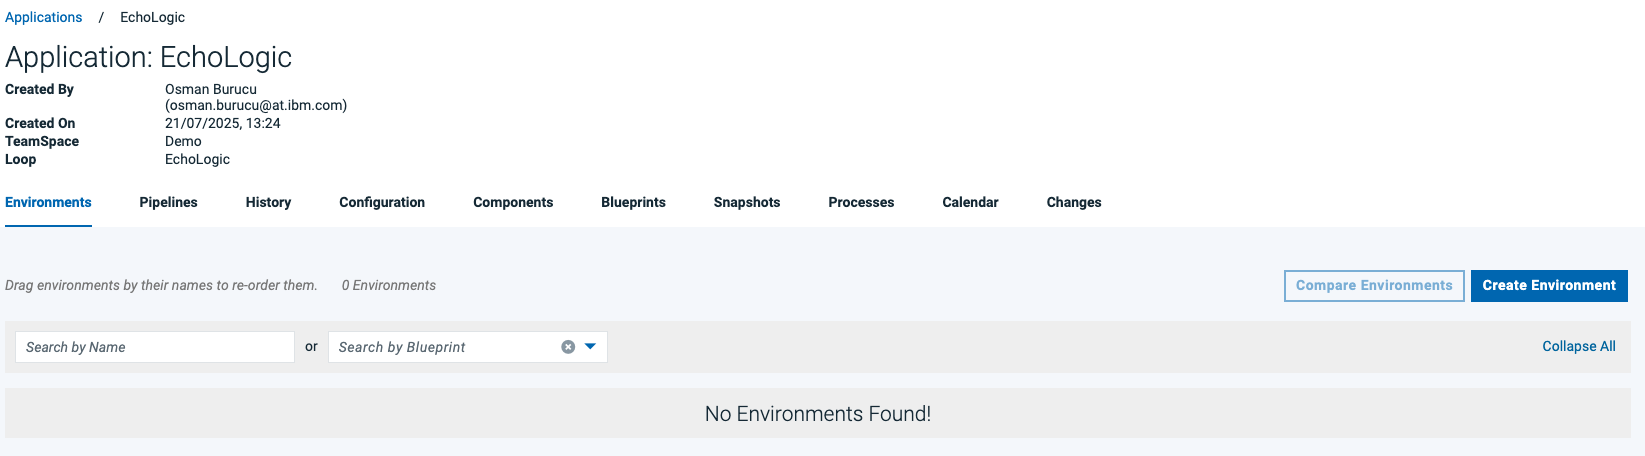 Applications / EchoLogic
Application: EchoLogic
Created By Osman Burucu
(osman.burucu@at.ibm.com)
Created On 21/07/2025, 13:24
TeamSpace Demo
Loop EchoLogic
Environments Pipelines History Configuration Components Blueprints Snapshots Processes Calendar Changes
Drag environments by their names to re-order them. 0 Environments Compare Environments Create Environment
Search by Name or Search by Blueprint Collapse All
No Environments Found!